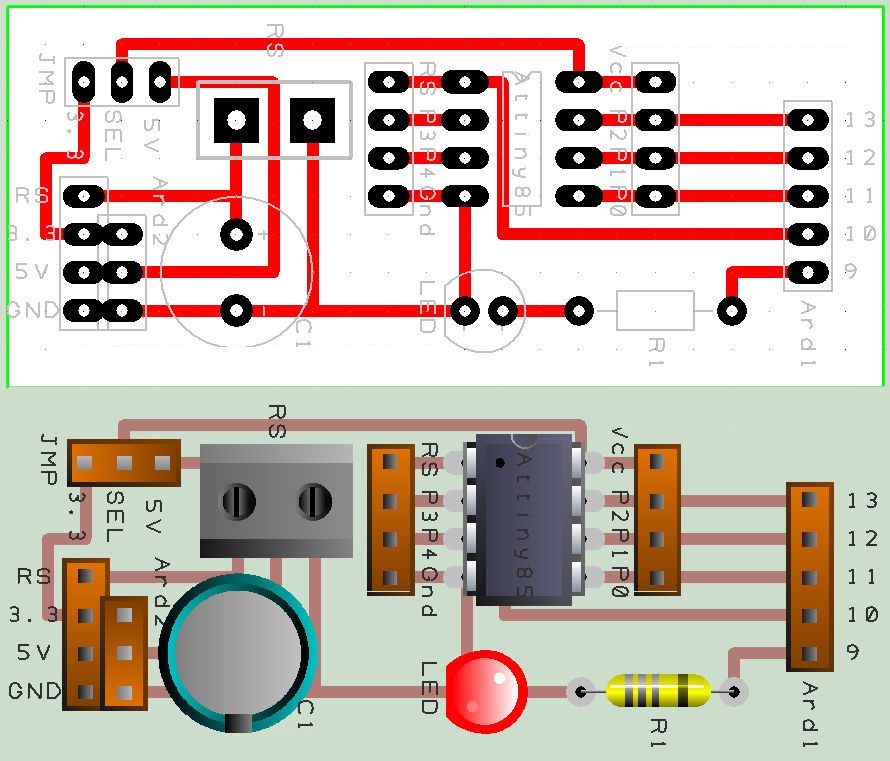 RS
JMP
3.3
SEL
5V
RS
P3
P4
Gnd
Attiny85
Vcc
P2
P1
P0
13
12
11
10
9
Ard2
RS
3.3
5V
GND
+
-
C1
LED
R1
Ard1
RS
JMP
3.3
SEL
5V
RS
P3
P4
Gnd
Attiny85
Vcc
P2
P1
P0
13
12
11
10
9
Ard2
RS
3.3
5V
GND
C1
LED
R1
Ard1